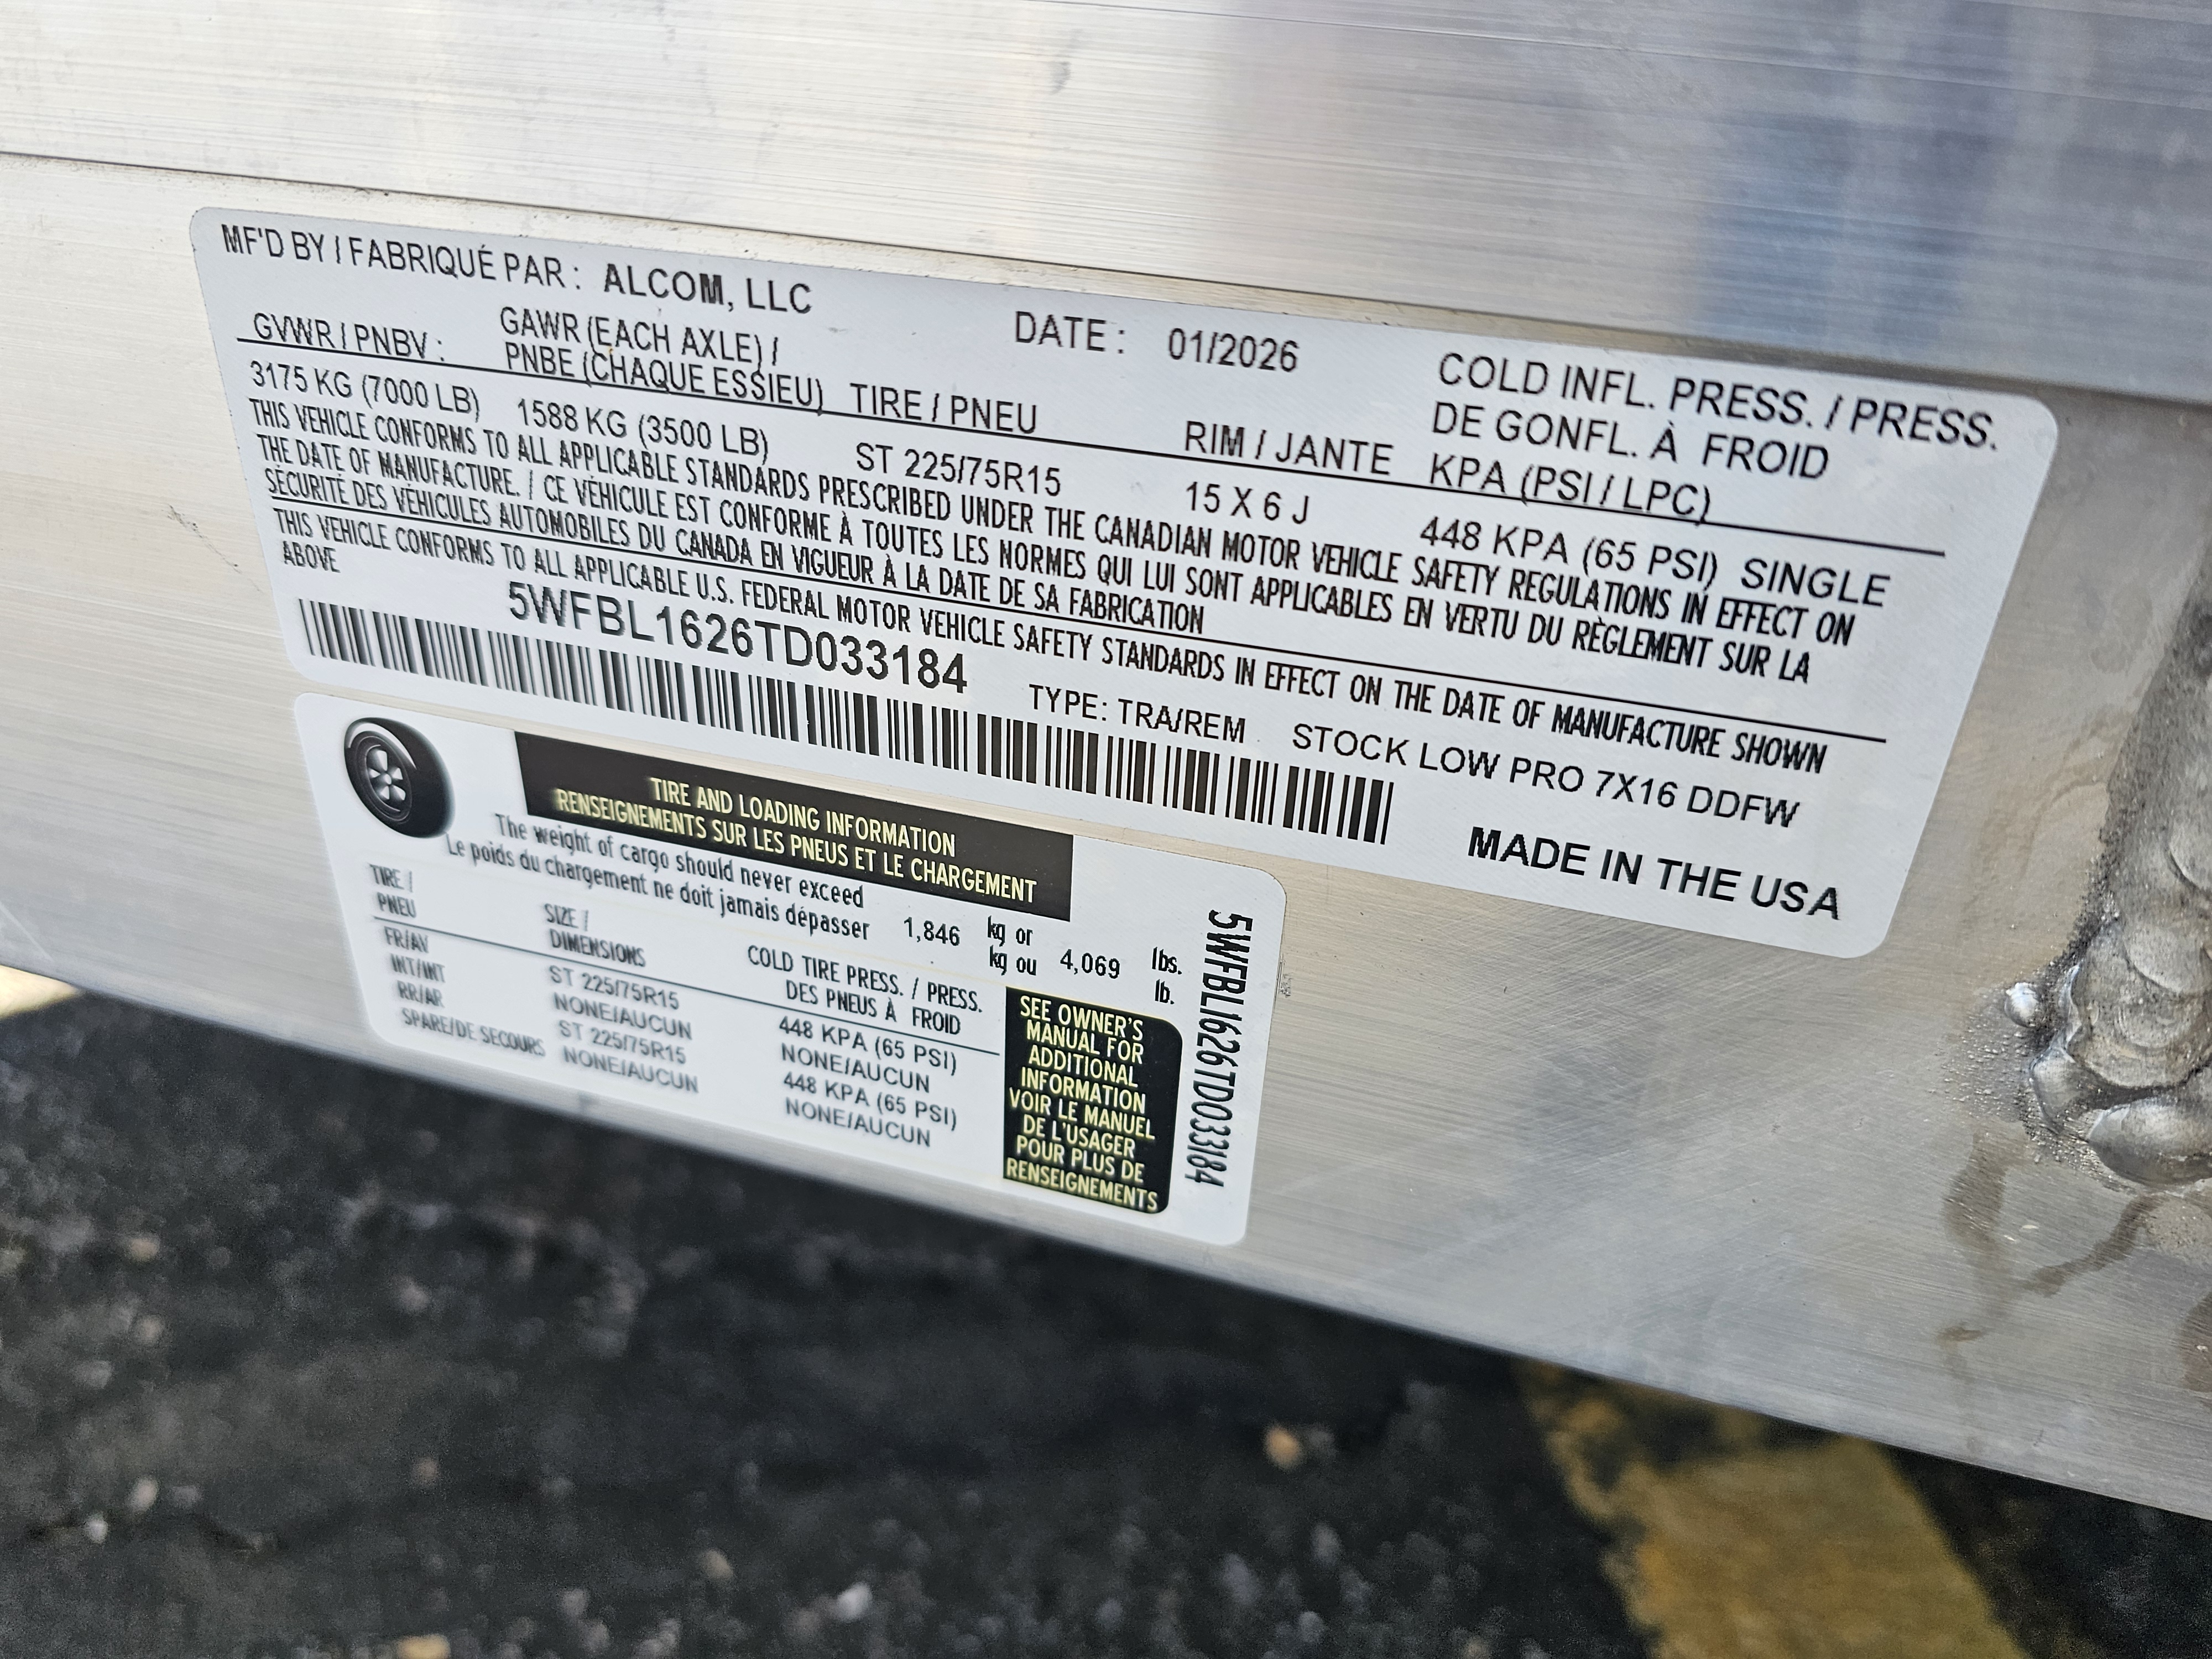 MF'D BY / FABRIQUÉ PAR : ALCOM, LLC
DATE : 01/2026
GVWR / PNBV :
GAWR (EACH AXLE) /
PNBE (CHAQUE ESSIEU)
TIRE / PNEU
RIM / JANTE
COLD INFL. PRESS. / PRESS.
DE GONFL. À FROID
KPA (PSI / LPC)
3175 KG (7000 LB) 1588 KG (3500 LB) ST 225/75R15 15 X 6 J 448 KPA (65 PSI) SINGLE
THIS VEHICLE CONFORMS TO ALL APPLICABLE STANDARDS PRESCRIBED UNDER THE CANADIAN MOTOR VEHICLE SAFETY REGULATIONS IN EFFECT ON
THE DATE OF MANUFACTURE. / CE VÉHICULE EST CONFORME À TOUTES LES NORMES QUI LUI SONT APPLICABLES EN VERTU DU RÈGLEMENT SUR LA
SÉCURITÉ DES VÉHICULES AUTOMOBILES DU CANADA EN VIGUEUR À LA DATE DE SA FABRICATION
THIS VEHICLE CONFORMS TO ALL APPLICABLE U.S. FEDERAL MOTOR VEHICLE SAFETY STANDARDS IN EFFECT ON THE DATE OF MANUFACTURE SHOWN
ABOVE
5WFBL1626TD033184 TYPE: TRA/REM STOCK LOW PRO 7X16 DDFW
MADE IN THE USA
TIRE AND LOADING INFORMATION
RENSEIGNEMENTS SUR LES PNEUS ET LE CHARGEMENT
The weight of cargo should never exceed
Le poids du chargement ne doit jamais dépasser
1,846
kg or
kg ou
4,069
lbs.
lb.
TIRE /
PNEU
SIZE /
DIMENSIONS
COLD TIRE PRESS. / PRESS.
DES PNEUS À FROID
FR/AV ST 225/75R15 448 KPA (65 PSI)
INT/INT NONE/AUCUN NONE/AUCUN
RR/AR ST 225/75R15 448 KPA (65 PSI)
SPARE/DE SECOURS NONE/AUCUN NONE/AUCUN
SEE OWNER'S
MANUAL FOR
ADDITIONAL
INFORMATION
VOIR LE MANUEL
DE L'USAGER
POUR PLUS DE
RENSEIGNEMENTS
5WFBL1626TD033184